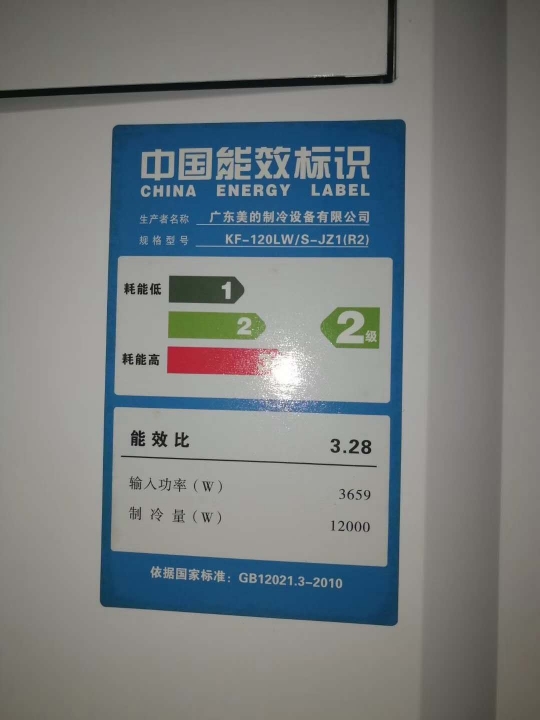 中国能效标识
CHINA ENERGY LABEL
生产者名称 广东美的制冷设备有限公司
规格型号 KF-120LW/S-JZ1(R2)
耗能低 1
2 2级
耗能高
能效比 3.28
输入功率（W） 3659
制冷量（W） 12000
依据国家标准：GB12021.3-2010